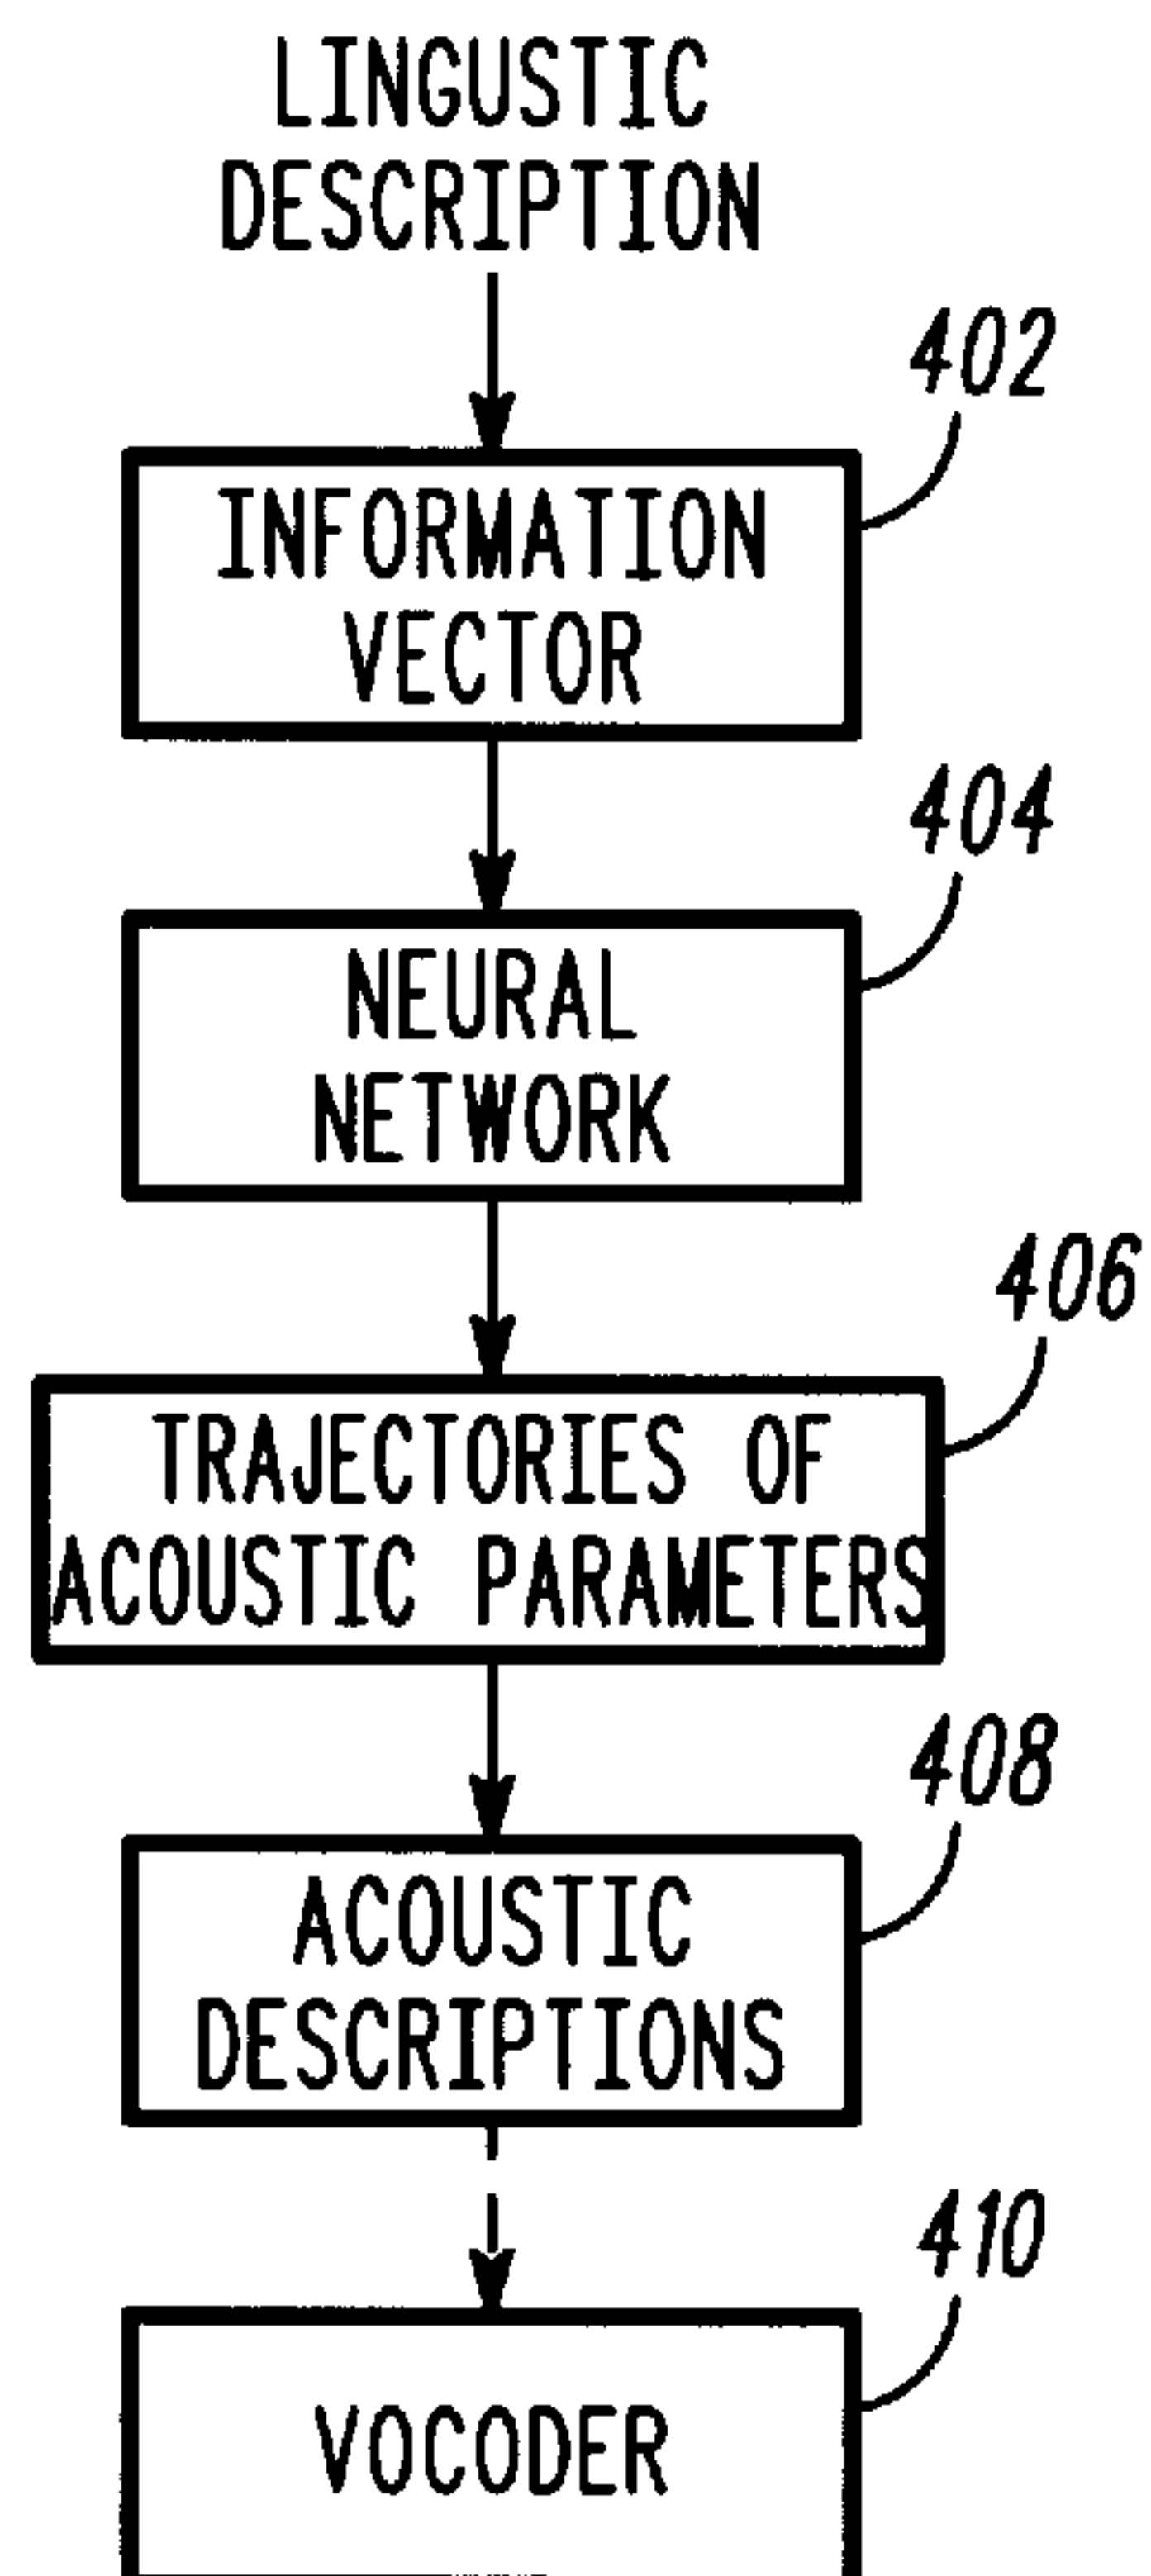 LINGUSTIC
DESCRIPTION
402
INFORMATION
VECTOR
404
NEURAL
NETWORK
406
TRAJECTORIES OF
ACOUSTIC PARAMETERS
408
ACOUSTIC
DESCRIPTIONS
410
VOCODER